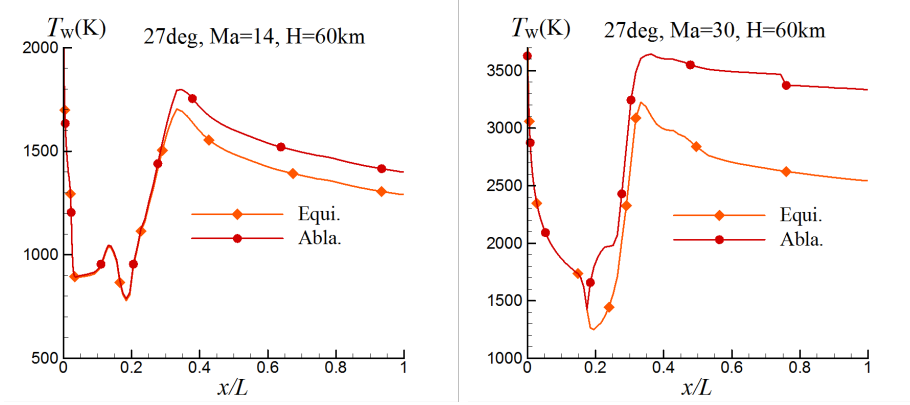 Tw(K)
27deg, Ma=14, H=60km
2000
1500
1000
500
0
0.2
0.4
0.6
0.8
1
x/L
Equi.
Abla.
Tw(K)
27deg, Ma=30, H=60km
3500
3000
2500
2000
1500
1000
0
0.2
0.4
0.6
0.8
1
x/L
Equi.
Abla.